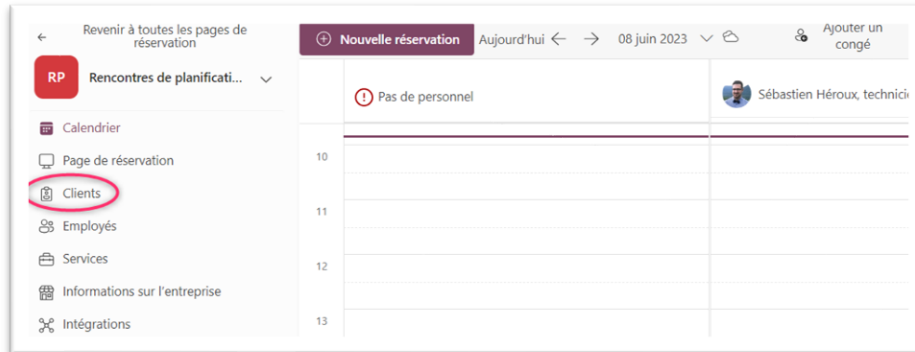 Revenir à toutes les pages de
réservation
Nouvelle réservation Aujourd'hui 08 juin 2023
Ajouter un
congé
RP Rencontres de planificati...
Pas de personnel
Sébastien Héroux, technici
Calendrier
Page de réservation
Clients
Employés
Services
Informations sur l'entreprise
Intégrations
10
11
12
13